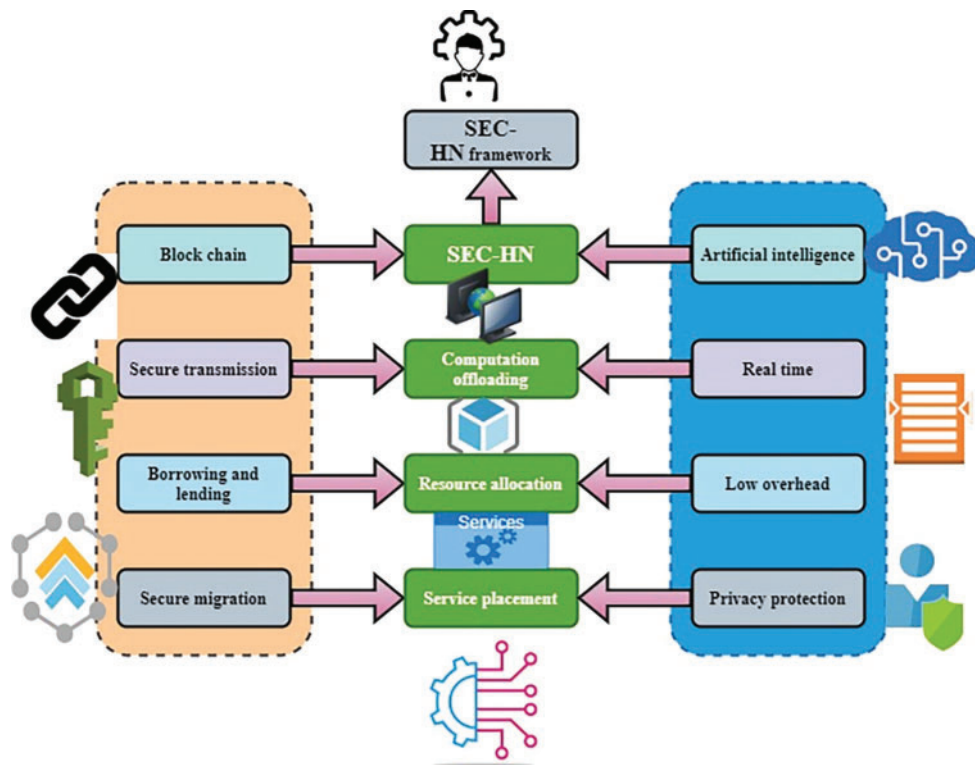 SEC-
HN framework
Block chain
SEC-HN
Artificial intelligence
Secure transmission
Computation
offloading
Real time
Borrowing and
lending
Resource allocation
Low overhead
Services
Secure migration
Service placement
Privacy protection